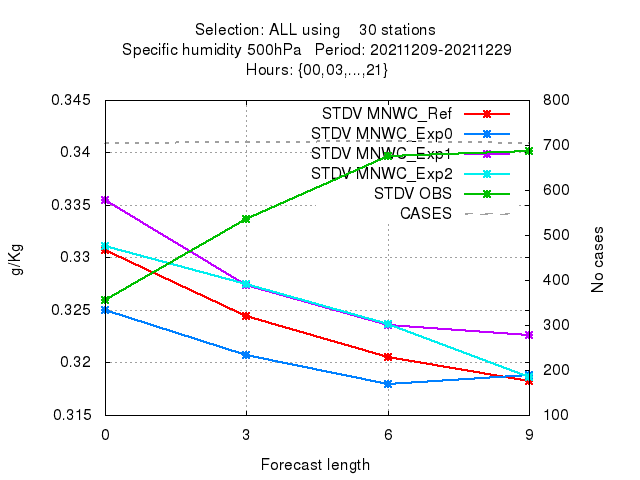 Selection: ALL using    30 stations
Specific humidity 500hPa   Period: 20211209-20211229
Hours: {00,03,...,21}
0.345
0.34
0.335
0.33
0.325
0.32
0.315
g/Kg
STDV MNWC_Ref
STDV MNWC_Exp0
STDV MNWC_Exp1
STDV MNWC_Exp2
STDV OBS
CASES
800
700
600
500
400
300
200
100
No cases
0
3
6
9
Forecast length